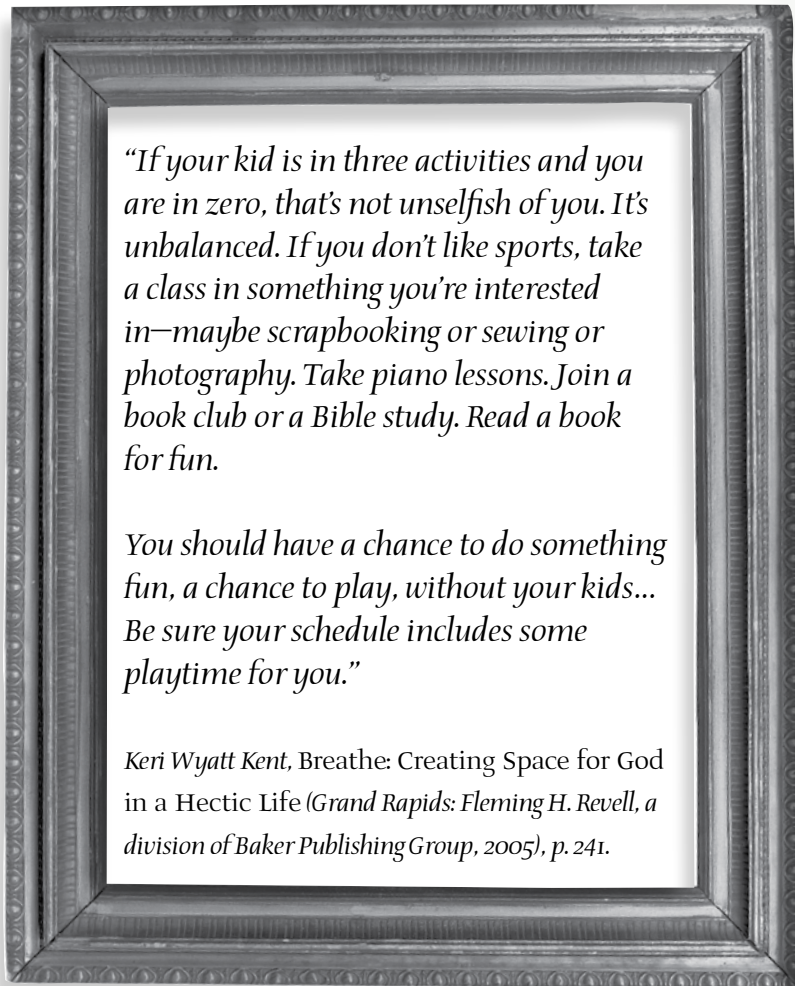 “If your kid is in three activities and you
are in zero, that’s not unselfish of you. It’s
unbalanced. If you don’t like sports, take
a class in something you’re interested
in—maybe scrapbooking or sewing or
photography. Take piano lessons. Join a
book club or a Bible study. Read a book
for fun.
You should have a chance to do something
fun, a chance to play, without your kids...
Be sure your schedule includes some
playtime for you.”
Keri Wyatt Kent, Breathe: Creating Space for God
in a Hectic Life (Grand Rapids: Fleming H. Revell, a
division of Baker Publishing Group, 2005), p. 241.